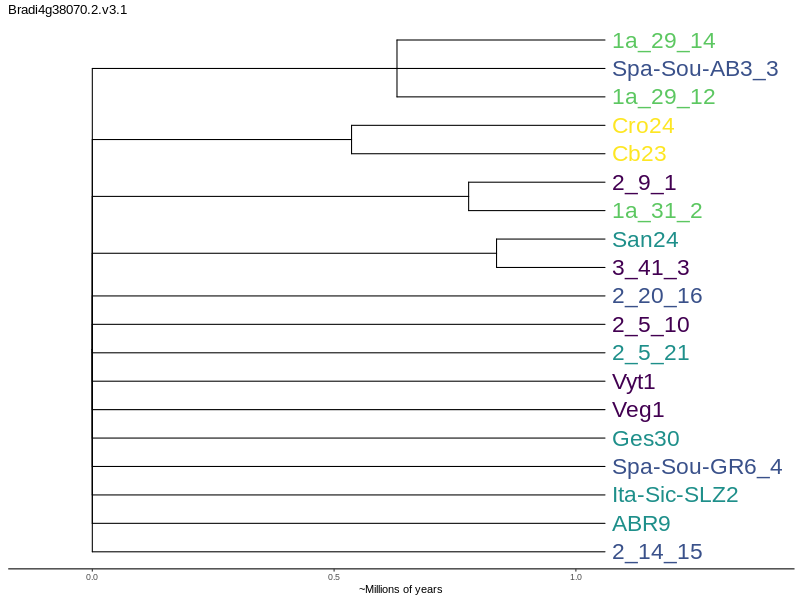 Bradi4g38070.2.v3.1
1a_29_14
Spa-Sou-AB3_3
1a_29_12
Cro24
Cb23
2_9_1
1a_31_2
San24
3_41_3
2_20_16
2_5_10
2_5_21
Vyt1
Veg1
Ges30
Spa-Sou-GR6_4
Ita-Sic-SLZ2
ABR9
2_14_15
0.0 0.5 1.0
~Millions of years